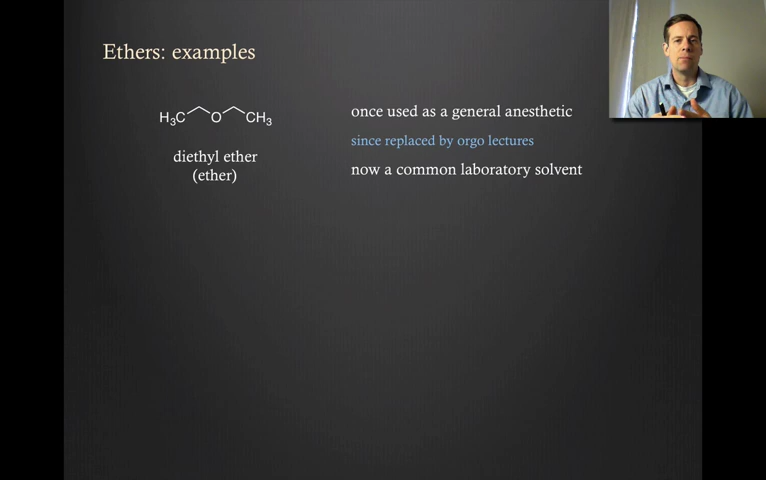 Ethers: examples
H₃C O CH₃
diethyl ether
(ether)
once used as a general anesthetic
since replaced by orgo lectures
now a common laboratory solvent